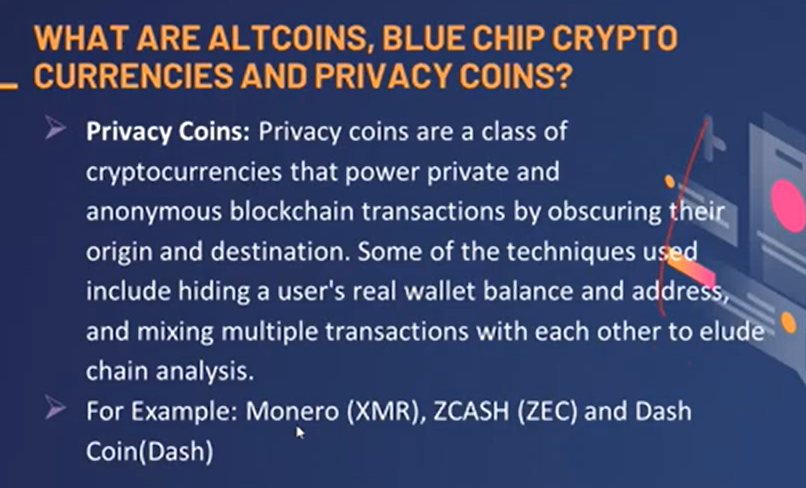 WHAT ARE ALTCOINS, BLUE CHIP CRYPTO
CURRENCIES AND PRIVACY COINS?
Privacy Coins: Privacy coins are a class of
cryptocurrencies that power private and
anonymous blockchain transactions by obscuring their
origin and destination. Some of the techniques used
include hiding a user's real wallet balance and address,
and mixing multiple transactions with each other to elude
chain analysis.
For Example: Monero (XMR), ZCASH (ZEC) and Dash
Coin(Dash)